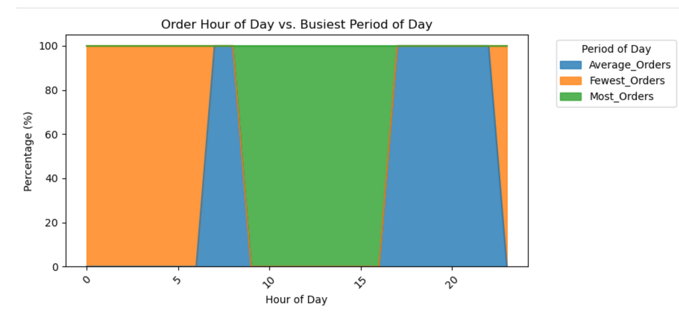 Order Hour of Day vs. Busiest Period of Day
Period of Day
Average_Orders
Fewest_Orders
Most_Orders
Percentage (%)
100
80
60
40
20
0
0 5 10 15 20
Hour of Day